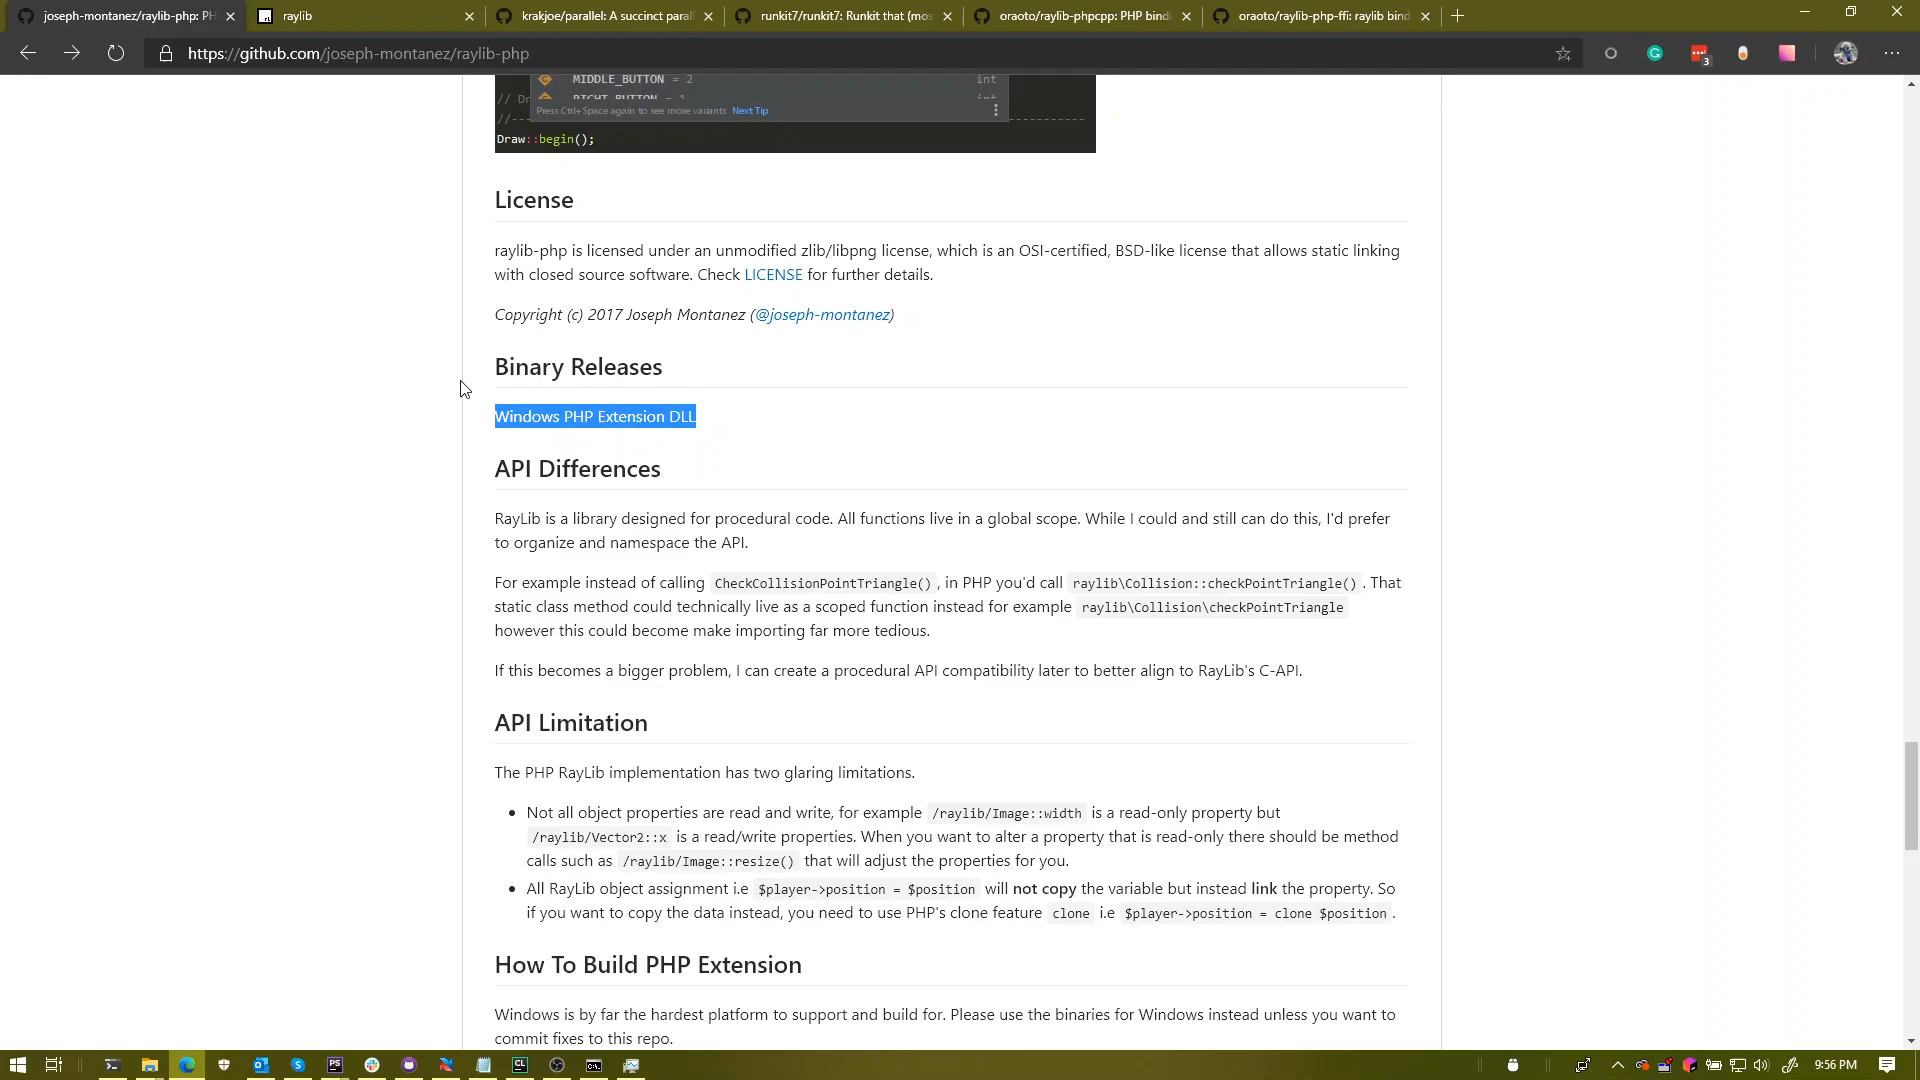 joseph-montanez/raylib-php: PH
raylib
krakjoe/parallel: A succinct parall
runkit7/runkit7: Runkit that (mos
oraoto/raylib-phpcpp: PHP bindi
oraoto/raylib-php-ffi: raylib bind
https://github.com/joseph-montanez/raylib-php
3
MIDDLE_BUTTON = 2 int
// Dr RIGHT_BUTTON = 1 int
Press Ctrl+Space again to see more variants Next Tip
Draw::begin();
License
raylib-php is licensed under an unmodified zlib/libpng license, which is an OSI-certified, BSD-like license that allows static linking
with closed source software. Check LICENSE for further details.
Copyright (c) 2017 Joseph Montanez (@joseph-montanez)
Binary Releases
Windows PHP Extension DLL
API Differences
RayLib is a library designed for procedural code. All functions live in a global scope. While I could and still can do this, I'd prefer
to organize and namespace the API.
For example instead of calling CheckCollisionPointTriangle() , in PHP you'd call raylib\Collision::checkPointTriangle() . That
static class method could technically live as a scoped function instead for example raylib\Collision\checkPointTriangle
however this could become make importing far more tedious.
If this becomes a bigger problem, I can create a procedural API compatibility later to better align to RayLib's C-API.
API Limitation
The PHP RayLib implementation has two glaring limitations.
• Not all object properties are read and write, for example /raylib/Image::width is a read-only property but
/raylib/Vector2::x is a read/write properties. When you want to alter a property that is read-only there should be method
calls such as /raylib/Image::resize() that will adjust the properties for you.
• All RayLib object assignment i.e $player->position = $position will not copy the variable but instead link the property. So
if you want to copy the data instead, you need to use PHP's clone feature clone i.e $player->position = clone $position .
How To Build PHP Extension
Windows is by far the hardest platform to support and build for. Please use the binaries for Windows instead unless you want to
commit fixes to this repo.
9:56 PM